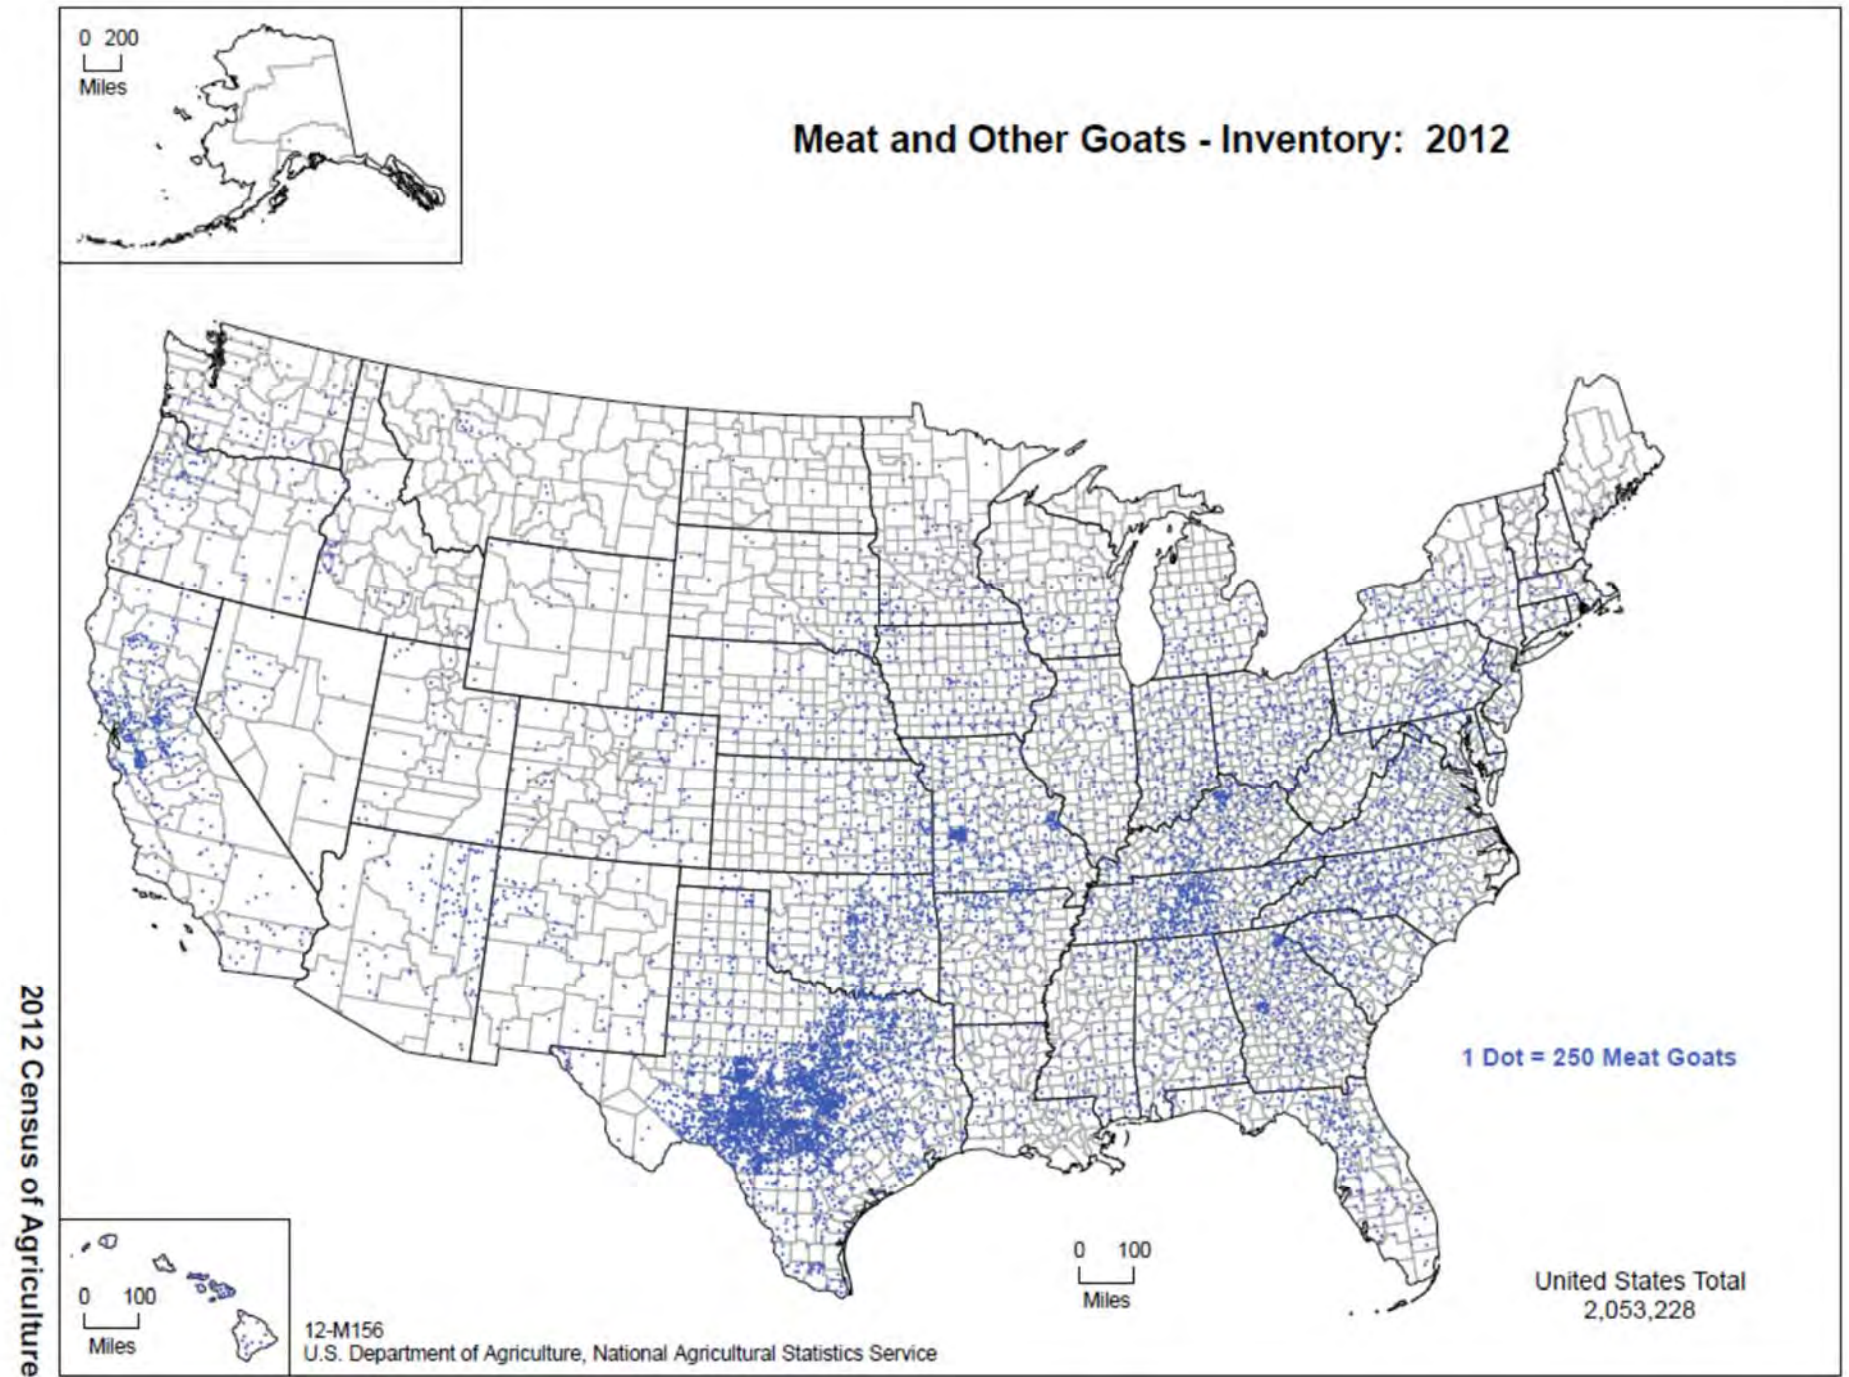 0 200
Miles
Meat and Other Goats - Inventory: 2012
1 Dot = 250 Meat Goats
0 100
Miles
United States Total
2,053,228
0 100
Miles
12-M156
U.S. Department of Agriculture, National Agricultural Statistics Service
2012 Census of Agriculture